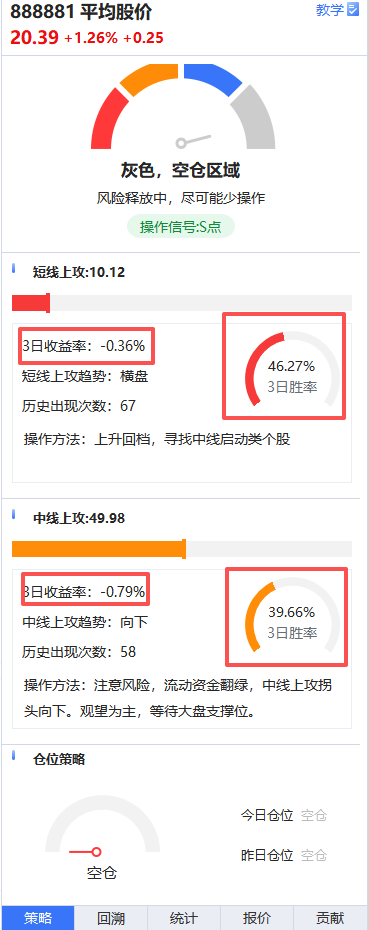 888881 平均股价 教学
20.39 +1.26% +0.25
灰色，空仓区域
风险释放中，尽可能少操作
操作信号:S点
短线上攻:10.12
3日收益率：-0.36%
46.27%
3日胜率
短线上攻趋势：横盘
历史出现次数：67
操作方法：上升回档，寻找中线启动类个股
中线上攻:49.98
3日收益率：-0.79%
39.66%
3日胜率
中线上攻趋势：向下
历史出现次数：58
操作方法：注意风险，流动资金翻绿，中线上攻拐
头向下。观望为主，等待大盘支撑位。
仓位策略
今日仓位 空仓
昨日仓位 空仓
空仓
策略 回溯 统计 报价 贡献